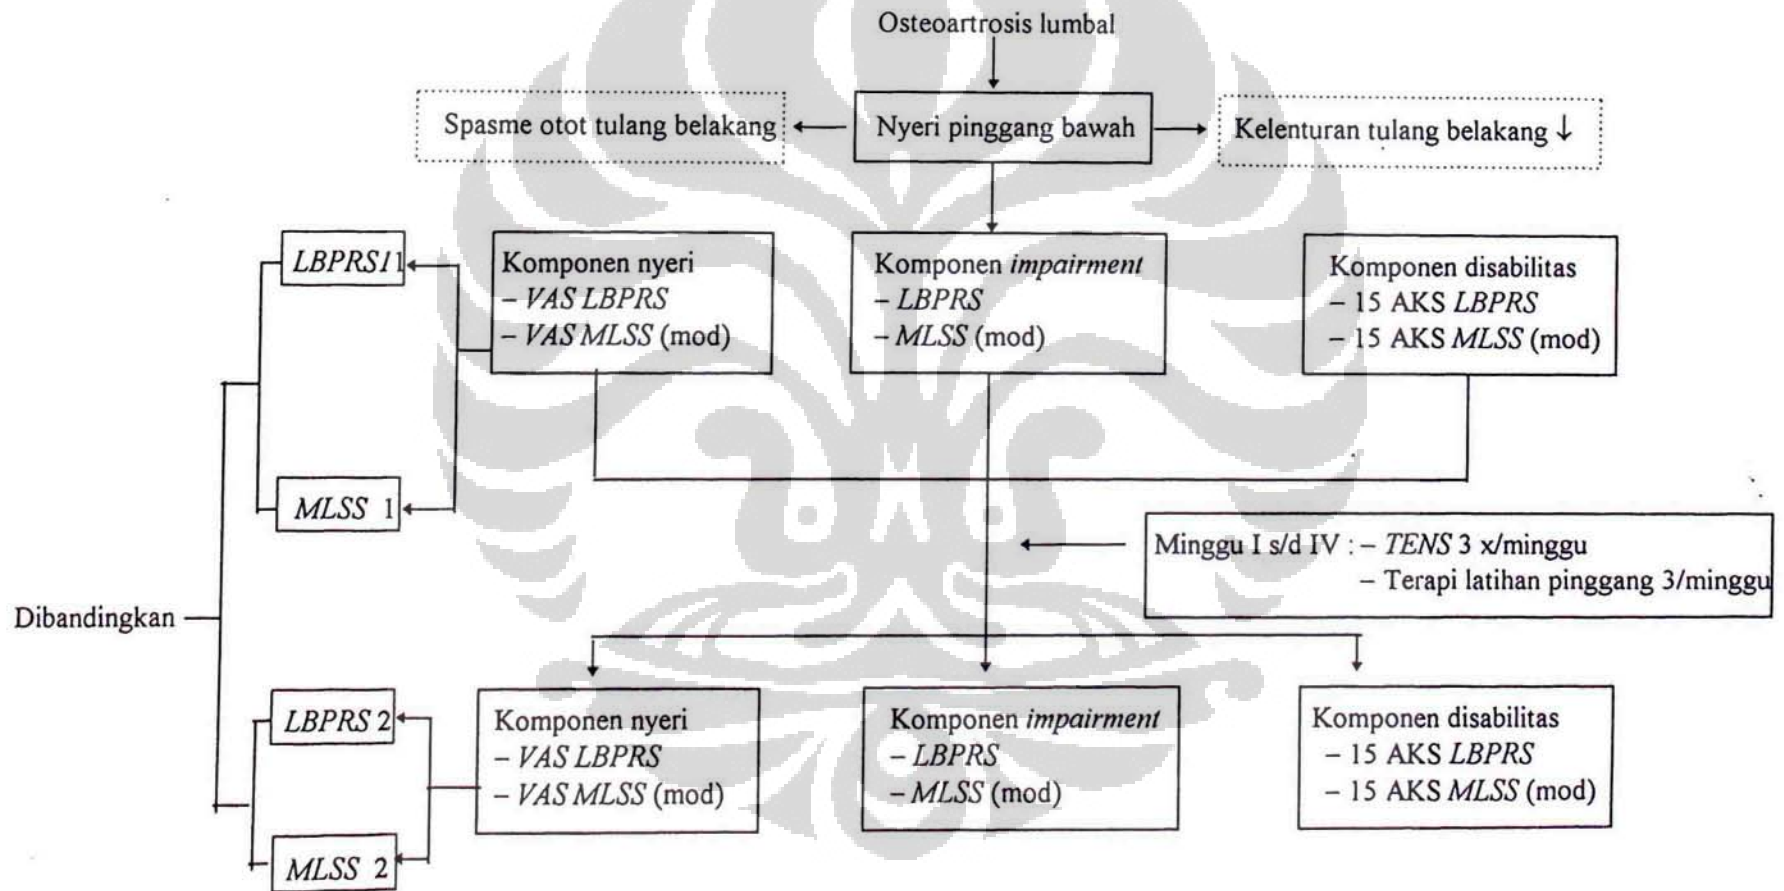 Osteoartrosis lumbal
Spasme otot tulang belakang
Nyeri pinggang bawah
Kelenturan tulang belakang ↓
LBPRS11
Komponen nyeri
– VAS LBPRS
– VAS MLSS (mod)
Komponen impairment
– LBPRS
– MLSS (mod)
Komponen disabilitas
– 15 AKS LBPRS
– 15 AKS MLSS (mod)
MLSS 1
Minggu I s/d IV : – TENS 3 x/minggu
– Terapi latihan pinggang 3/minggu
Dibandingkan
LBPRS 2
Komponen nyeri
– VAS LBPRS
– VAS MLSS (mod)
Komponen impairment
– LBPRS
– MLSS (mod)
Komponen disabilitas
– 15 AKS LBPRS
– 15 AKS MLSS (mod)
MLSS 2